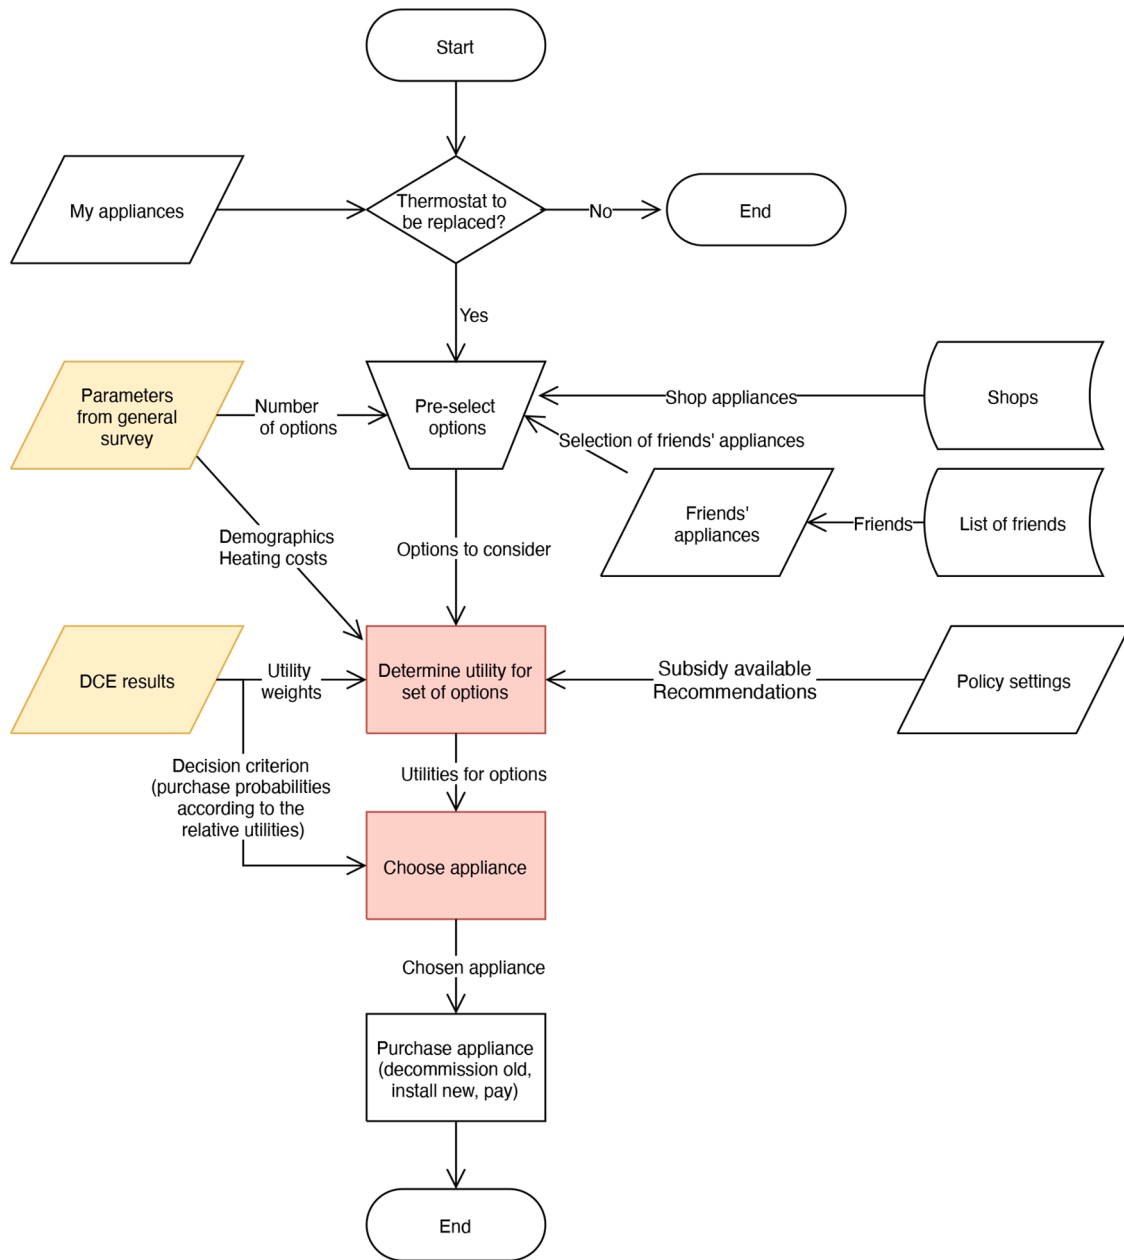 Start
My appliances
Thermostat to
be replaced?
No
End
Yes
Parameters
from general
survey
Number
of options
Pre-select
options
Shop appliances
Shops
Selection of friends' appliances
Friends'
appliances
Friends
List of friends
Demographics
Heating costs
Options to consider
DCE results
Utility
weights
Determine utility for
set of options
Subsidy available
Recommendations
Policy settings
Decision criterion
(purchase probabilities
according to the
relative utilities)
Utilities for options
Choose appliance
Chosen appliance
Purchase appliance
(decommission old,
install new, pay)
End